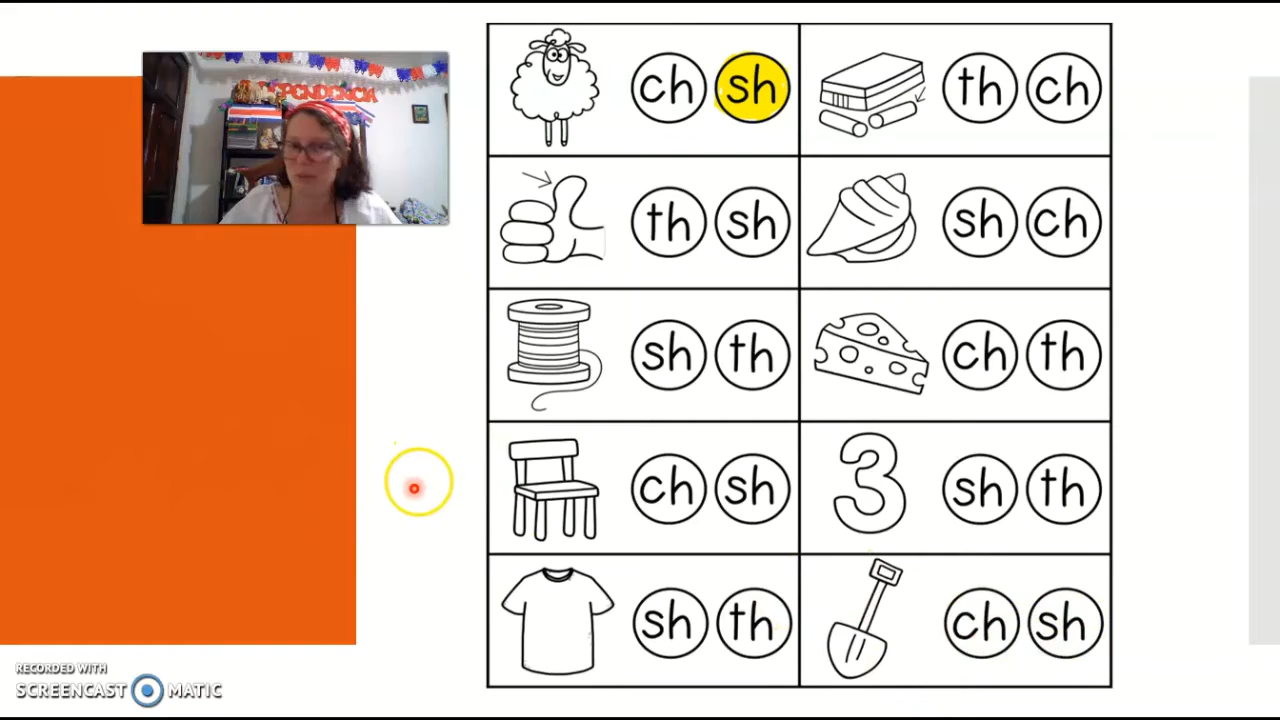 PENDENCIA
ch sh
th ch
th sh
sh ch
sh th
ch th
ch sh
3 sh th
sh th
ch sh
RECORDED WITH
SCREENCAST MATIC